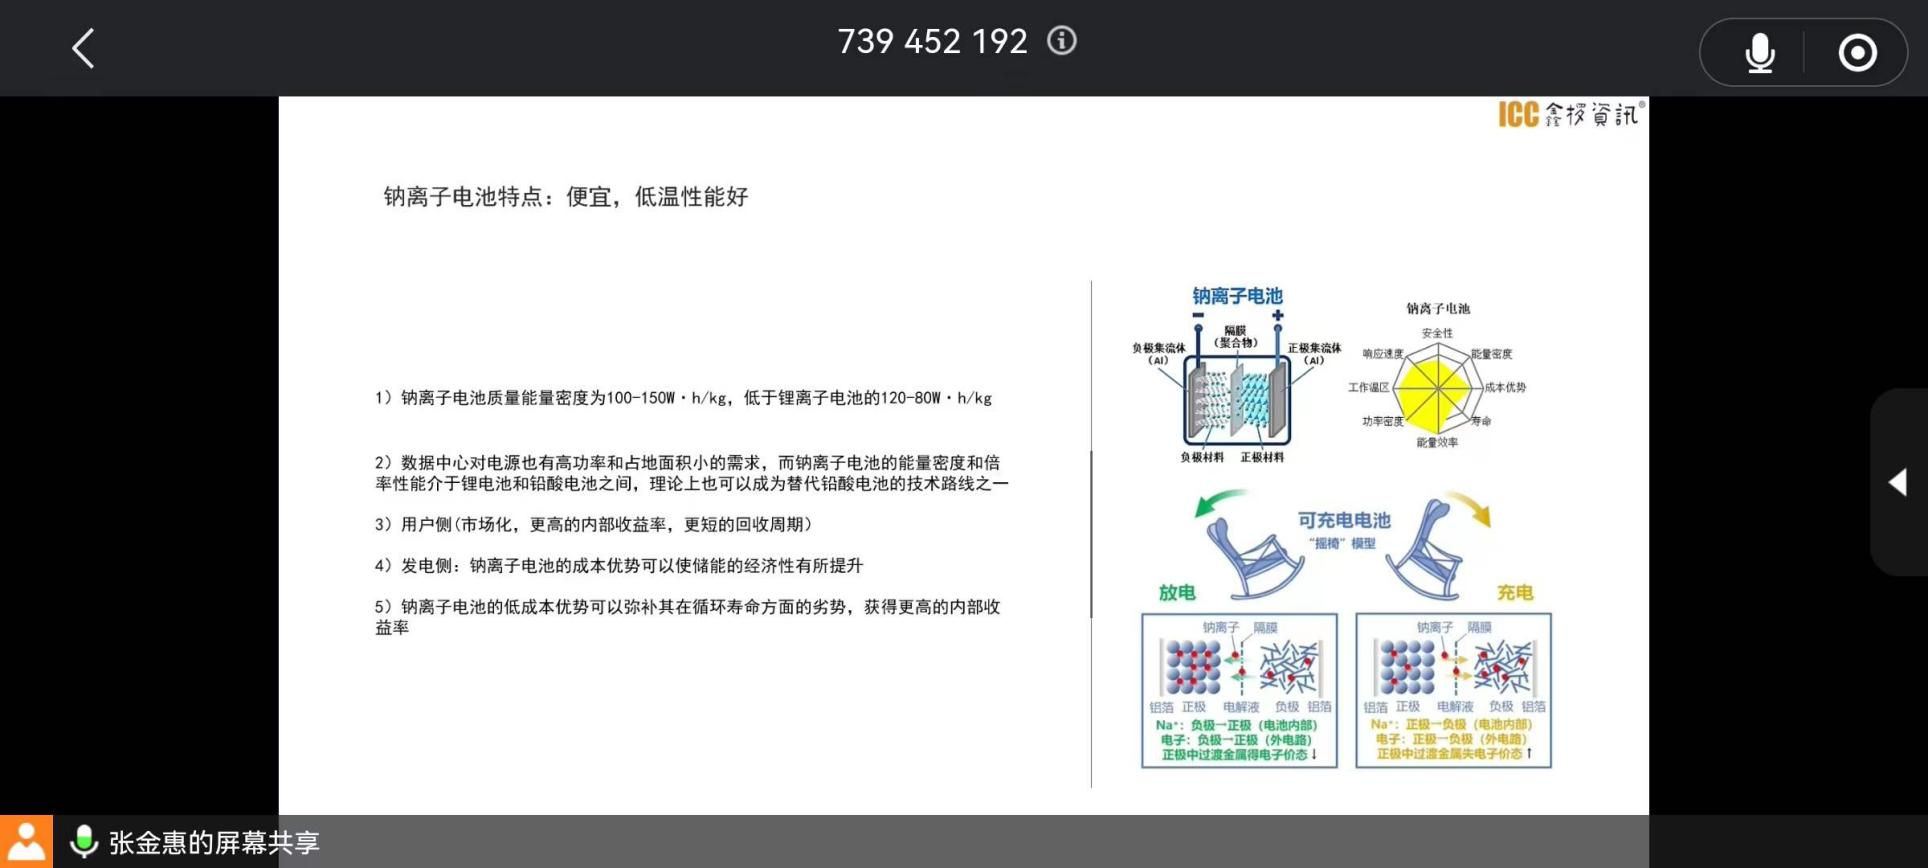 739 452 192
ICC 鑫椤資訊®
钠离子电池特点：便宜，低温性能好
1）钠离子电池质量能量密度为100-150W·h/kg，低于锂离子电池的120-80W·h/kg
2）数据中心对电源也有高功率和占地面积小的需求，而钠离子电池的能量密度和倍
率性能介于锂电池和铅酸电池之间，理论上也可以成为替代铅酸电池的技术路线之一
3）用户侧(市场化，更高的内部收益率，更短的回收周期）
4）发电侧：钠离子电池的成本优势可以使储能的经济性有所提升
5）钠离子电池的低成本优势可以弥补其在循环寿命方面的劣势，获得更高的内部收
益率
钠离子电池
− +
隔膜
（聚合物）
负极集流体
（Al）
正极集流体
（Al）
负极材料 正极材料
钠离子电池
安全性
响应速度 能量密度
工作温区 成本优势
功率密度 寿命
能量效率
可充电电池
“摇椅”模型
放电 充电
钠离子 隔膜
铝箔 正极 电解液 负极 铝箔
Na⁺：负极→正极（电池内部）
电子：负极→正极（外电路）
正极中过渡金属得电子价态↓
钠离子 隔膜
铝箔 正极 电解液 负极 铝箔
Na⁺：正极→负极（电池内部）
电子：正极→负极（外电路）
正极中过渡金属失电子价态↑
张金惠的屏幕共享